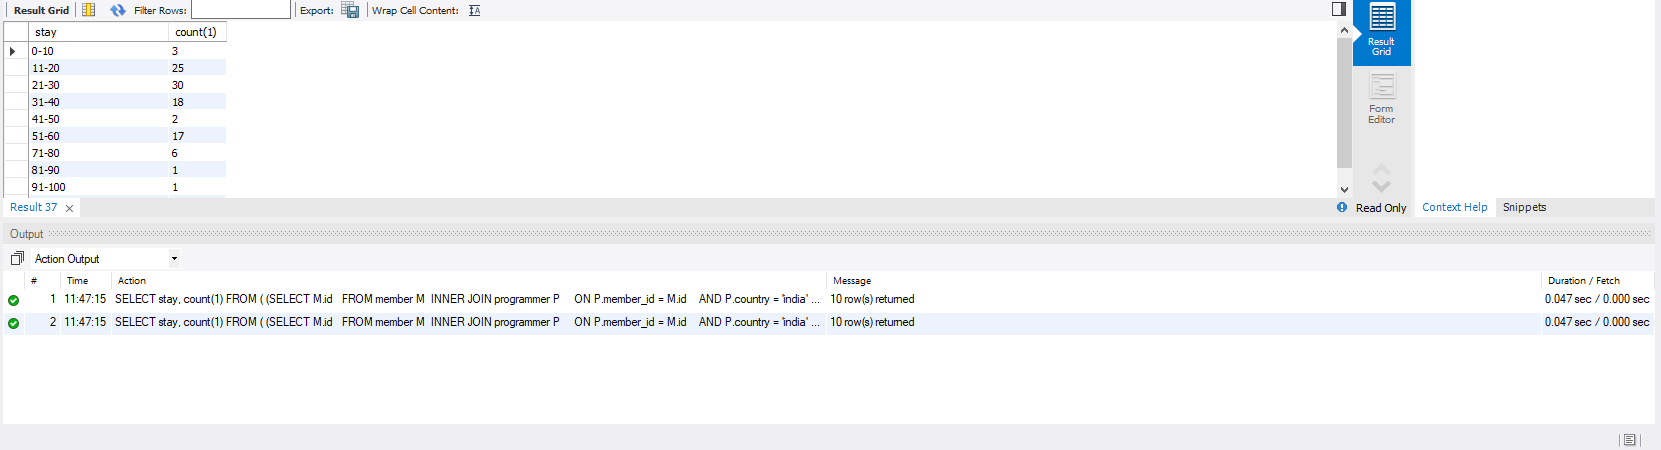 Result Grid Filter Rows: Export: Wrap Cell Content:
stay count(1)
0-10 3
11-20 25
21-30 30
31-40 18
41-50 2
51-60 17
71-80 6
81-90 1
91-100 1
Result Grid
Form Editor
Result 37 Read Only Context Help Snippets
Output
Action Output
# Time Action Message Duration / Fetch
1 11:47:15 SELECT stay, count(1) FROM ( (SELECT M.id FROM member M INNER JOIN programmer P ON P.member_id = M.id AND P.country = 'india' ... 10 row(s) returned 0.047 sec / 0.000 sec
2 11:47:15 SELECT stay, count(1) FROM ( (SELECT M.id FROM member M INNER JOIN programmer P ON P.member_id = M.id AND P.country = 'india' ... 10 row(s) returned 0.047 sec / 0.000 sec